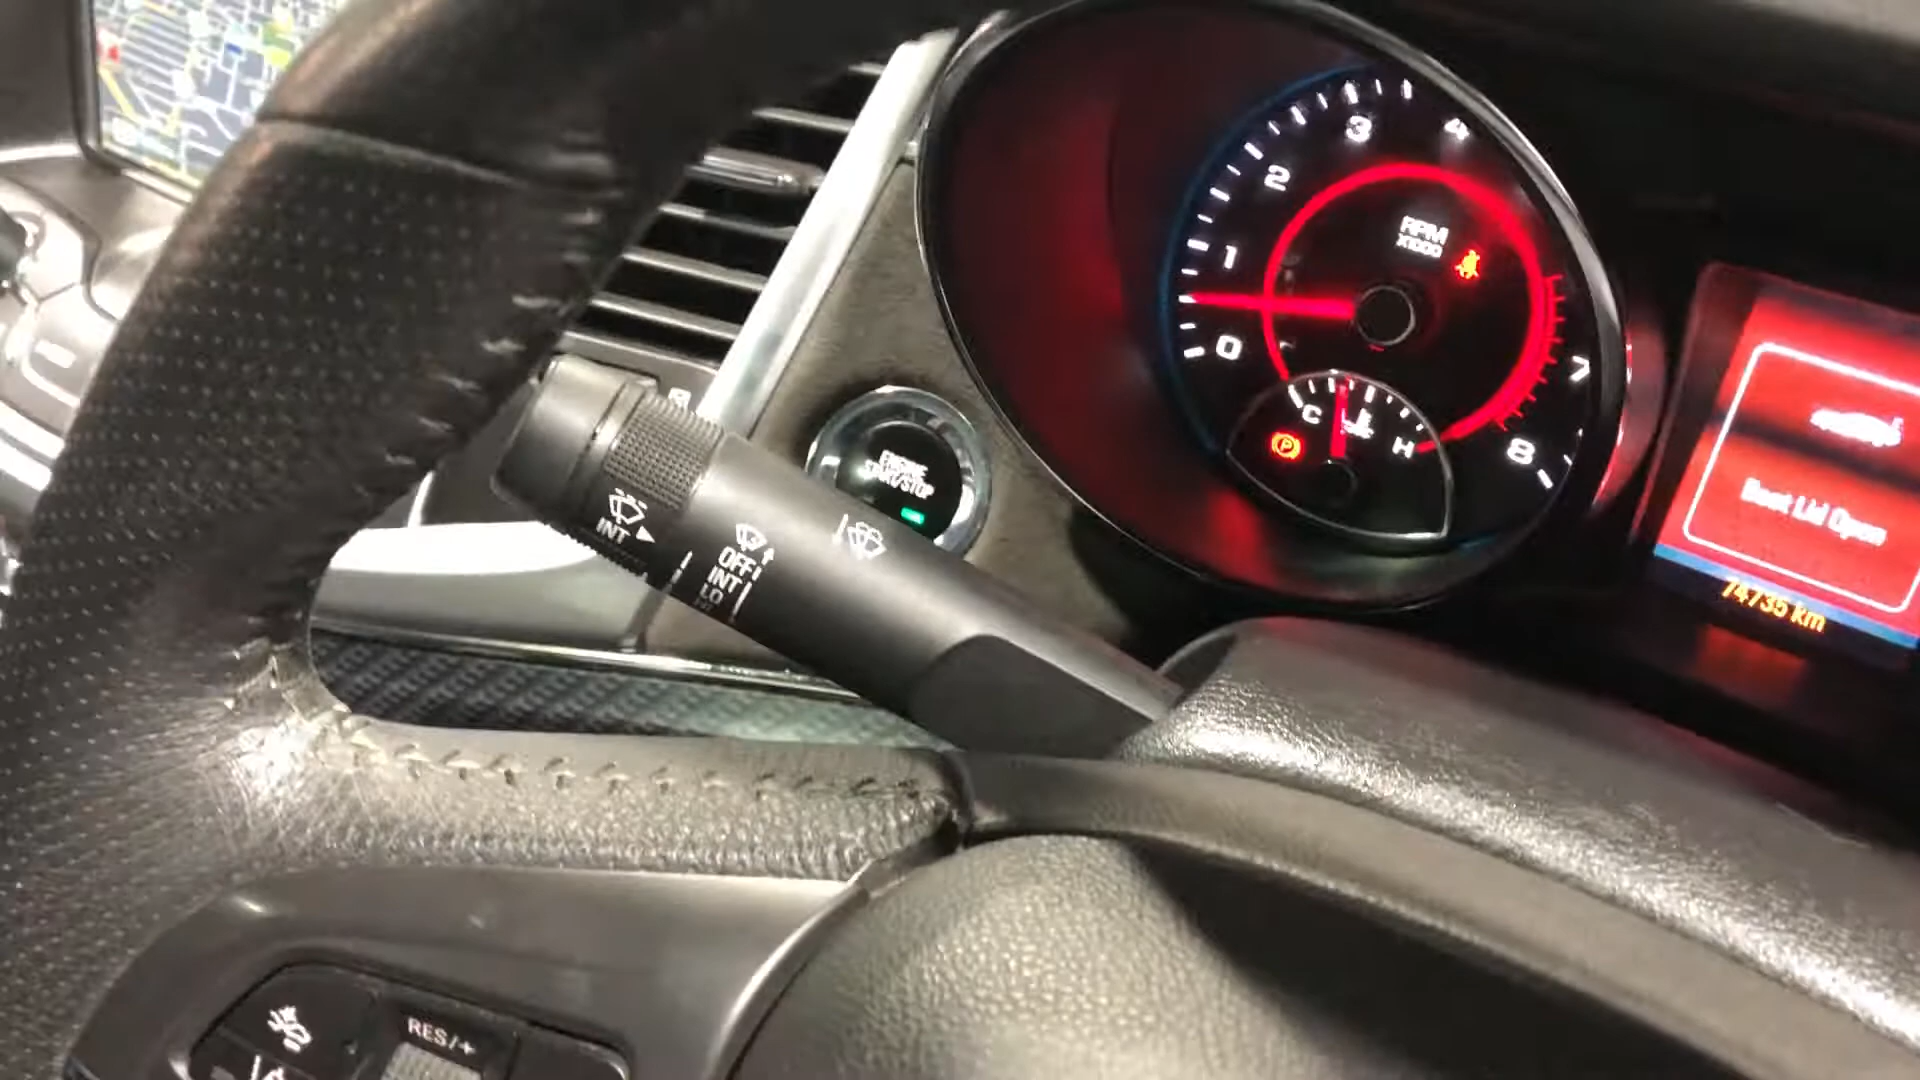 1
2
3
4
RPM
X1000
0
7
8
C
H
P
ENGINE
START/STOP
INT
OFF
INT
LO
Boot Lid Open
74735 km
RES/+